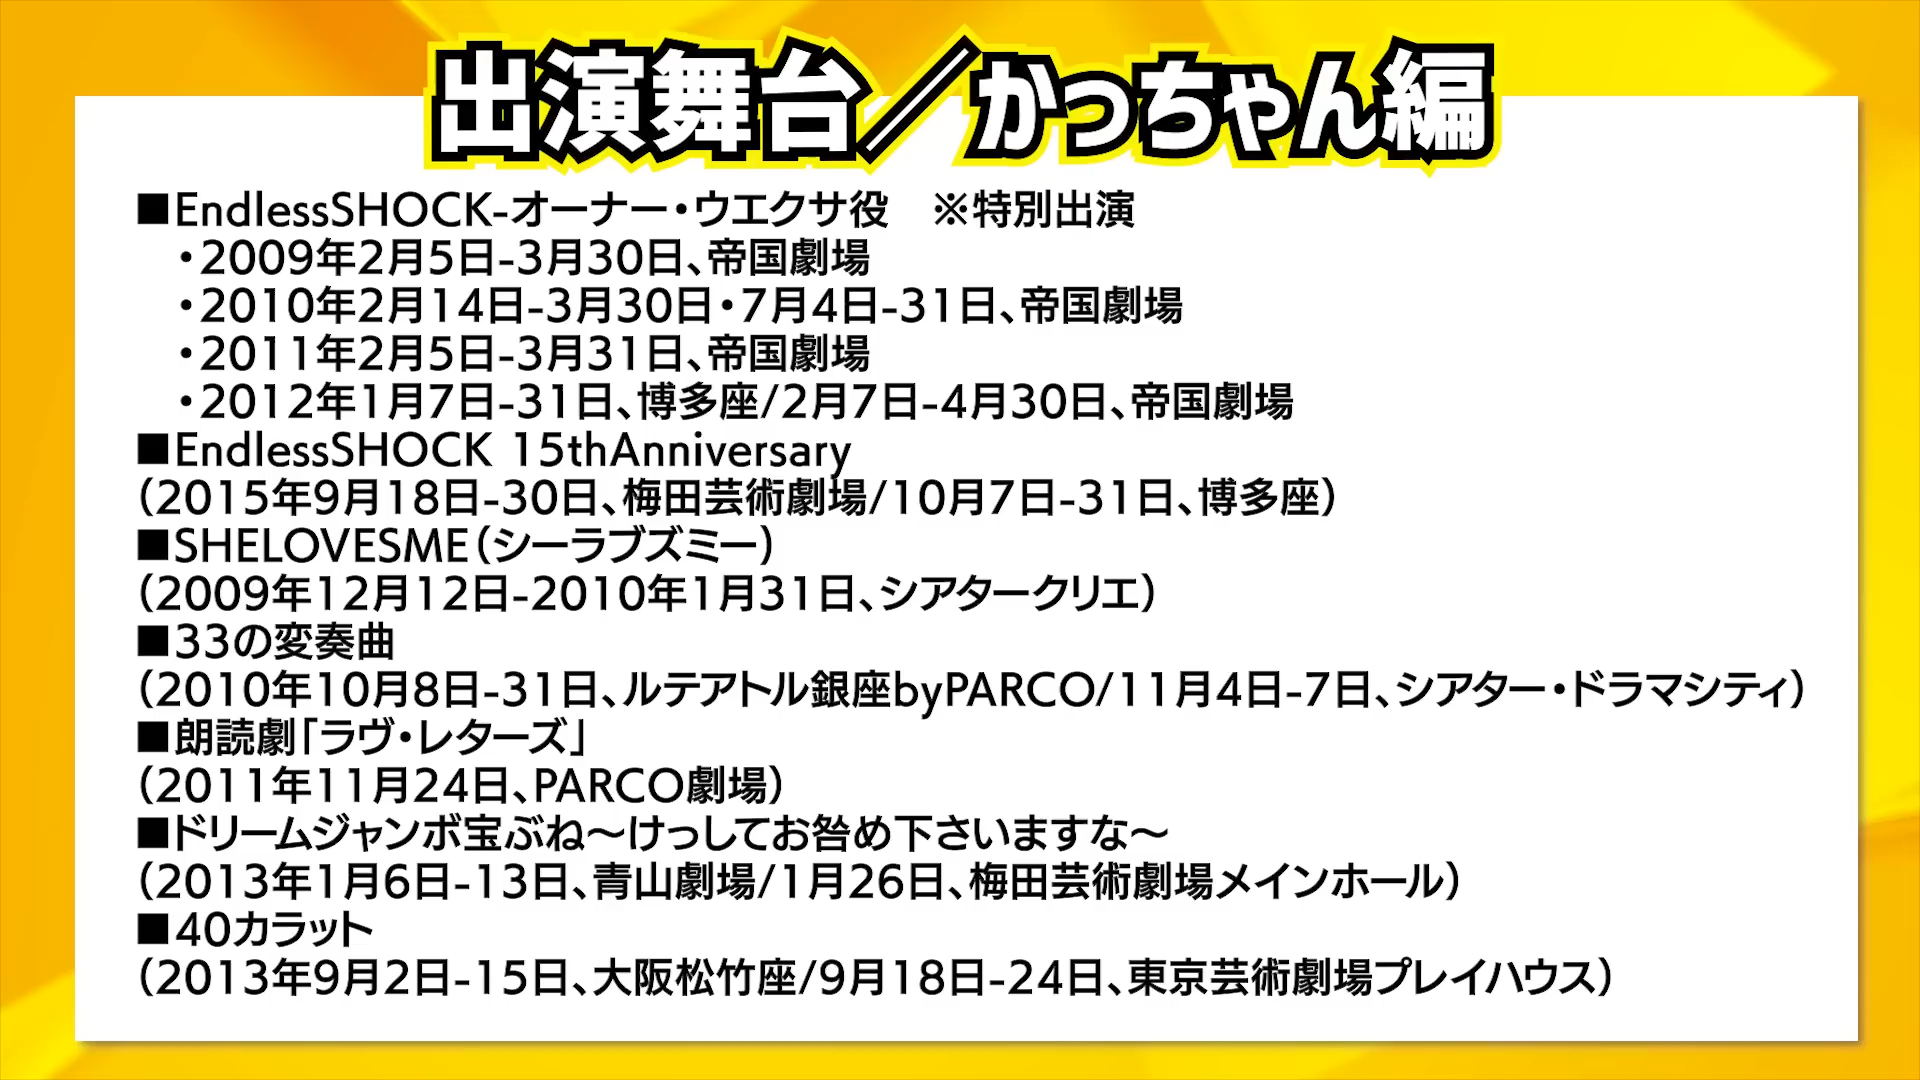 出演舞台／かっちゃん編
■EndlessSHOCK-オーナー・ウエクサ役　※特別出演
・2009年2月5日-3月30日、帝国劇場
・2010年2月14日-3月30日・7月4日-31日、帝国劇場
・2011年2月5日-3月31日、帝国劇場
・2012年1月7日-31日、博多座/2月7日-4月30日、帝国劇場
■EndlessSHOCK 15thAnniversary
（2015年9月18日-30日、梅田芸術劇場/10月7日-31日、博多座）
■SHELOVESME（シーラブズミー）
（2009年12月12日-2010年1月31日、シアタークリエ）
■33の変奏曲
（2010年10月8日-31日、ルテアトル銀座byPARCO/11月4日-7日、シアター・ドラマシティ）
■朗読劇「ラヴ・レターズ」
（2011年11月24日、PARCO劇場）
■ドリームジャンボ宝ぶね〜けっしてお咎め下さいますな〜
（2013年1月6日-13日、青山劇場/1月26日、梅田芸術劇場メインホール）
■40カラット
（2013年9月2日-15日、大阪松竹座/9月18日-24日、東京芸術劇場プレイハウス）